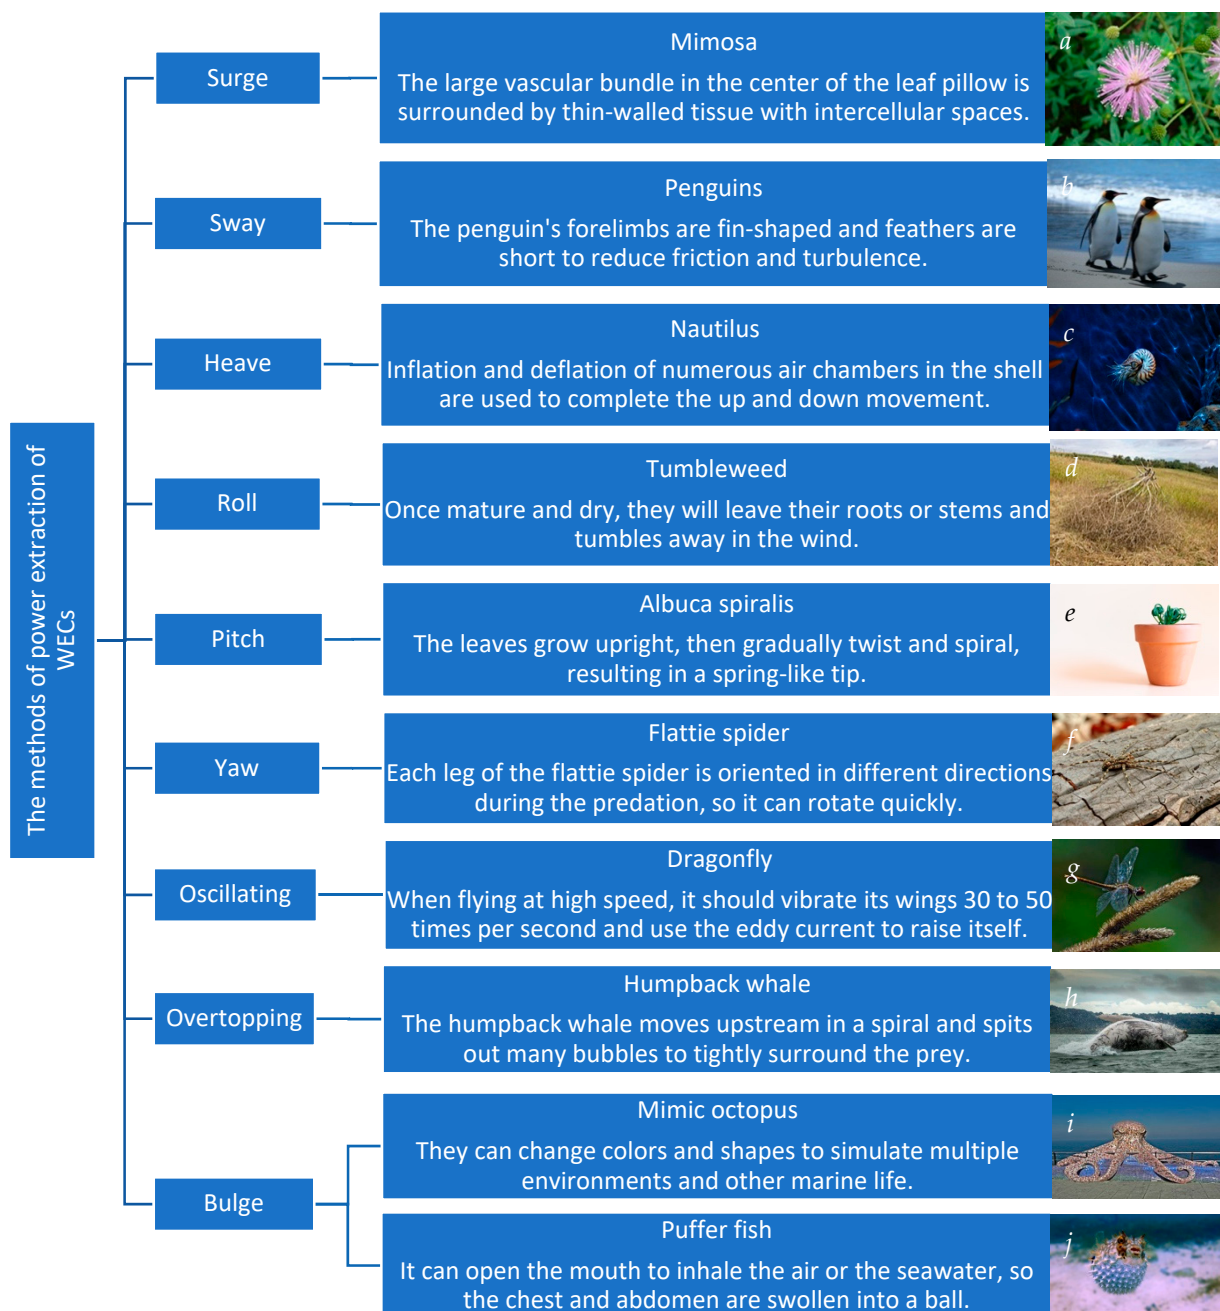 The methods of power extraction of
WECs
Surge
Mimosa
The large vascular bundle in the center of the leaf pillow is
surrounded by thin-walled tissue with intercellular spaces.
a
Sway
Penguins
The penguin's forelimbs are fin-shaped and feathers are
short to reduce friction and turbulence.
b
Heave
Nautilus
Inflation and deflation of numerous air chambers in the shell
are used to complete the up and down movement.
c
Roll
Tumbleweed
Once mature and dry, they will leave their roots or stems and
tumbles away in the wind.
d
Pitch
Albuca spiralis
The leaves grow upright, then gradually twist and spiral,
resulting in a spring-like tip.
e
Yaw
Flattie spider
Each leg of the flattie spider is oriented in different directions
during the predation, so it can rotate quickly.
f
Oscillating
Dragonfly
When flying at high speed, it should vibrate its wings 30 to 50
times per second and use the eddy current to raise itself.
g
Overtopping
Humpback whale
The humpback whale moves upstream in a spiral and spits
out many bubbles to tightly surround the prey.
h
Bulge
Mimic octopus
They can change colors and shapes to simulate multiple
environments and other marine life.
i
Puffer fish
It can open the mouth to inhale the air or the seawater, so
the chest and abdomen are swollen into a ball.
j